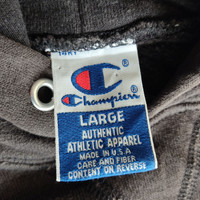 Champion®
LARGE
AUTHENTIC
ATHLETIC APPAREL
MADE IN U.S.A
CARE AND FIBER
CONTENT ON REVERSE